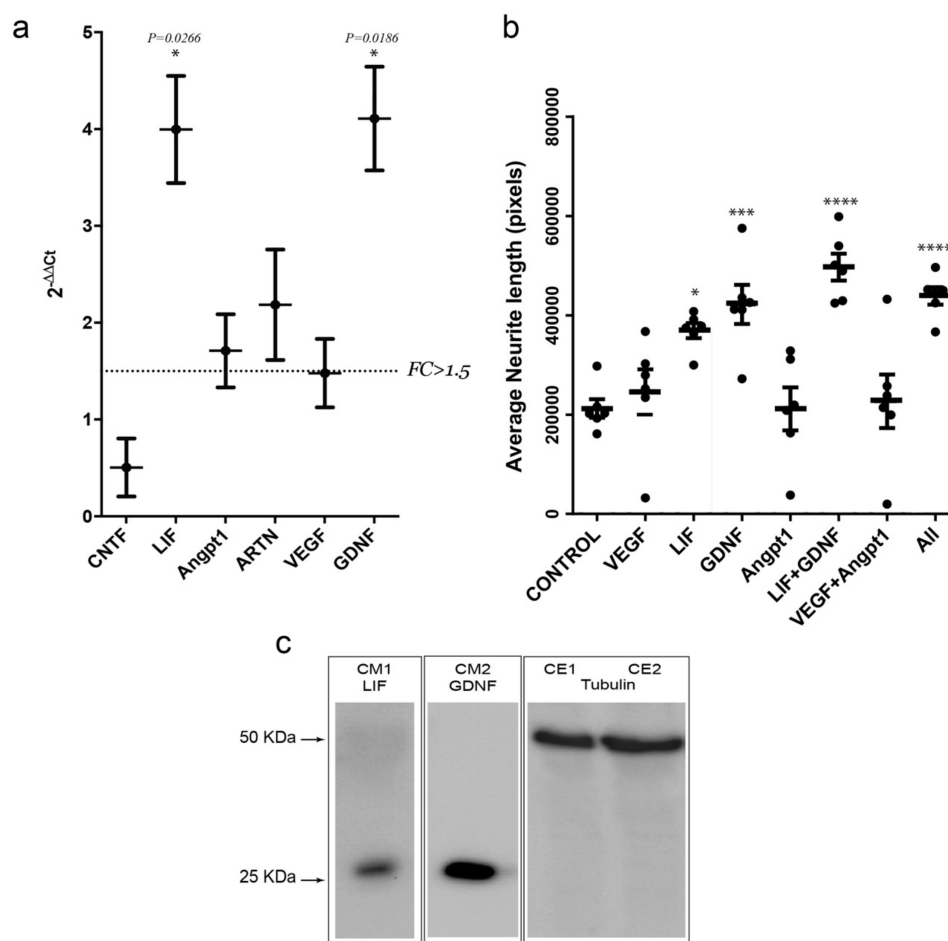 a
P=0.0266
*
P=0.0186
*
5
4
3
2
1
0
2-ΔΔCt
FC>1.5
CNTF
LIF
Angpt1
ARTN
VEGF
GDNF
b
Average Neurite length (pixels)
800000
600000
400000
200000
0
*
***
****
****
CONTROL
VEGF
LIF
GDNF
Angpt1
LIF+GDNF
VEGF+Angpt1
All
c
CM1
LIF
CM2
GDNF
CE1 CE2
Tubulin
50 KDa
25 KDa